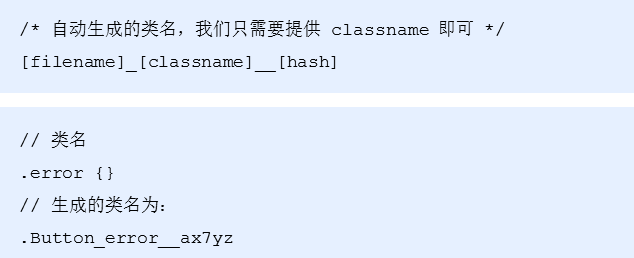 /* 自动生成的类名，我们只需要提供 classname 即可 */
[filename]_[classname]__[hash]
// 类名
.error {}
// 生成的类名为：
.Button_error__ax7yz